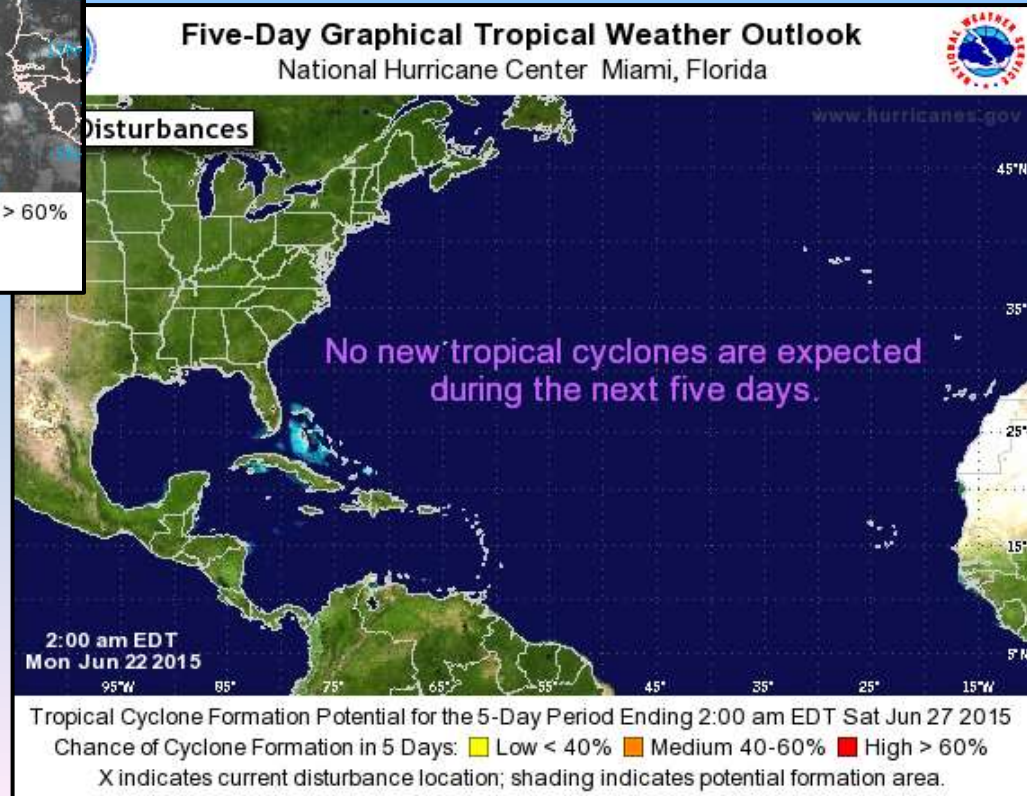 Five-Day Graphical Tropical Weather Outlook
National Hurricane Center Miami, Florida
Disturbances
www.hurricanes.gov
> 60%
45°N
35°
No new tropical cyclones are expected
during the next five days.
25°
15°
2:00 am EDT
Mon Jun 22 2015
5°N
95°W 85° 75° 65° 55° 45° 35° 25° 15°W
Tropical Cyclone Formation Potential for the 5-Day Period Ending 2:00 am EDT Sat Jun 27 2015
Chance of Cyclone Formation in 5 Days: Low < 40% Medium 40-60% High > 60%
X indicates current disturbance location; shading indicates potential formation area.